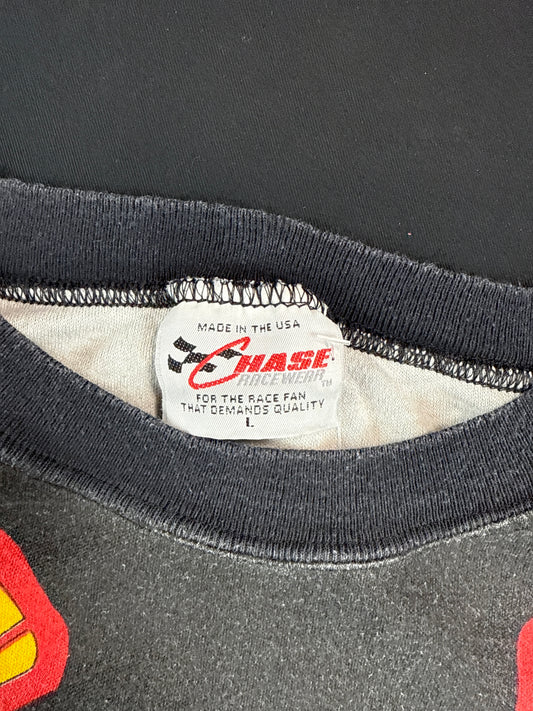 MADE IN THE USA
CHASE
RACEWEAR TM
FOR THE RACE FAN
THAT DEMANDS QUALITY
L